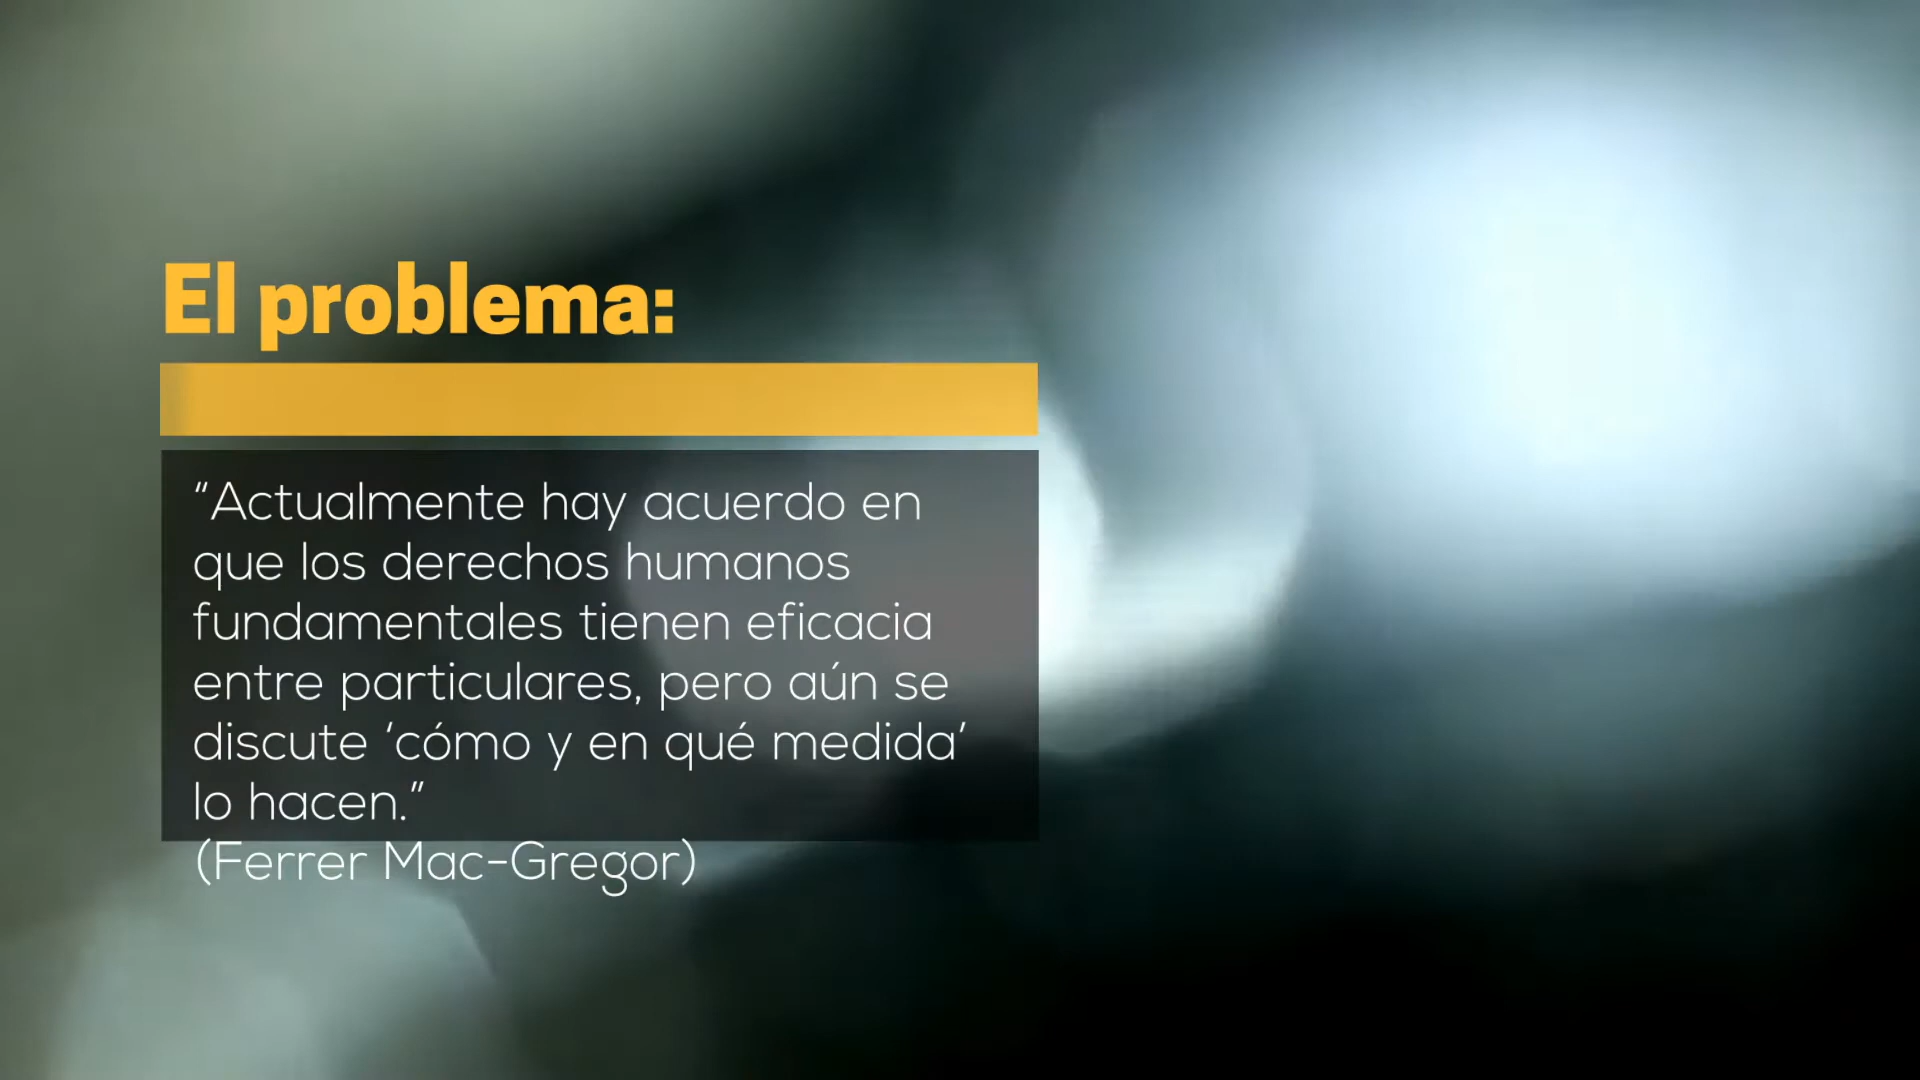 El problema:
“Actualmente hay acuerdo en
que los derechos humanos
fundamentales tienen eficacia
entre particulares, pero aún se
discute ‘cómo y en qué medida’
lo hacen.”
(Ferrer Mac-Gregor)